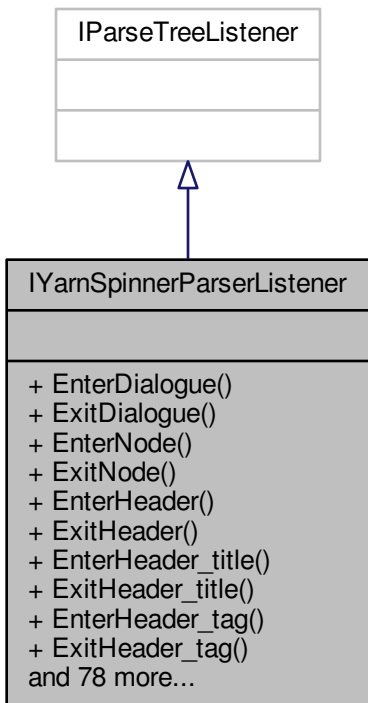 IParseTreeListener
IYarnSpinnerParserListener
+ EnterDialogue()
+ ExitDialogue()
+ EnterNode()
+ ExitNode()
+ EnterHeader()
+ ExitHeader()
+ EnterHeader_title()
+ ExitHeader_title()
+ EnterHeader_tag()
+ ExitHeader_tag()
and 78 more...